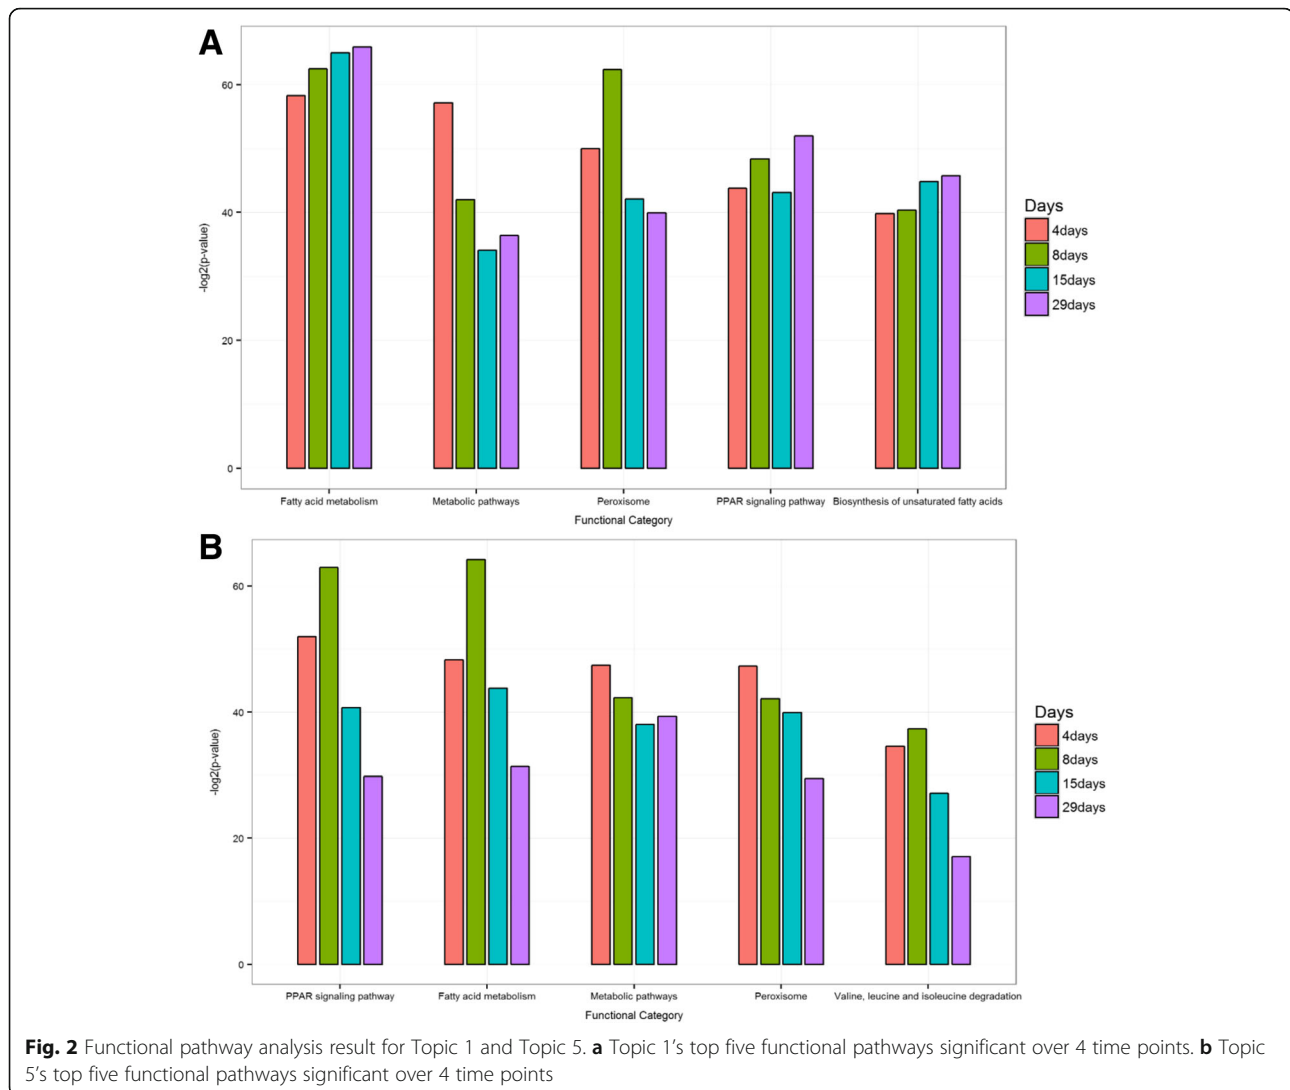 A
60
40
20
0
-log2(p-value)
Fatty acid metabolism
Metabolic pathways
Peroxisome
PPAR signaling pathway
Biosynthesis of unsaturated fatty acids
Functional Category
Days
4days
8days
15days
29days
B
60
40
20
0
-log2(p-value)
PPAR signaling pathway
Fatty acid metabolism
Metabolic pathways
Peroxisome
Valine, leucine and isoleucine degradation
Functional Category
Days
4days
8days
15days
29days
Fig. 2 Functional pathway analysis result for Topic 1 and Topic 5. a Topic 1's top five functional pathways significant over 4 time points. b Topic
5's top five functional pathways significant over 4 time points